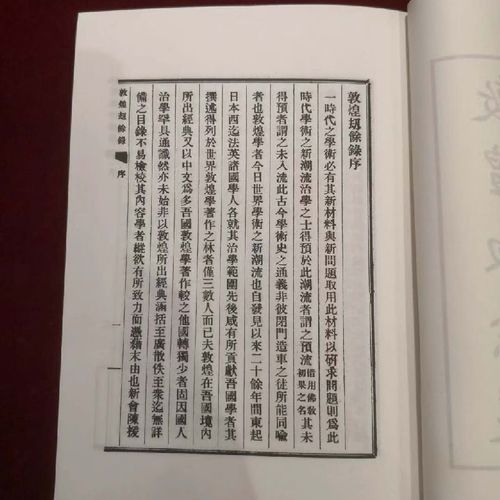 敦煌刼餘錄序
一時代之學術必有其新材料與新問題取用此材料以研求問題則爲此
時代學術之新潮流治學之士得預於此潮流者謂之預流借用佛教初果之名其未
得預者謂之未入流此古今學術史之通義非彼閉門造車之徒所能同喻
者也敦煌學者今日世界學術之新潮流也自發見以來二十餘年間東起
日本西迄法英諸國學人各就其治學範圍先後咸有所貢獻吾國學者其
撰述得列於世界敦煌學著作之林者僅三數人而已夫敦煌在吾國境內
所出經典又以中文爲多吾國敦煌學著作較之他國轉獨少者固因國人
治學罕具通識然亦未始非以敦煌所出經典涵括至廣散佚至衆迄無詳
備之目錄不易檢校其內容學者縱欲有所致力而憑藉末由也新會陳援
敦煌刼餘錄 序 一